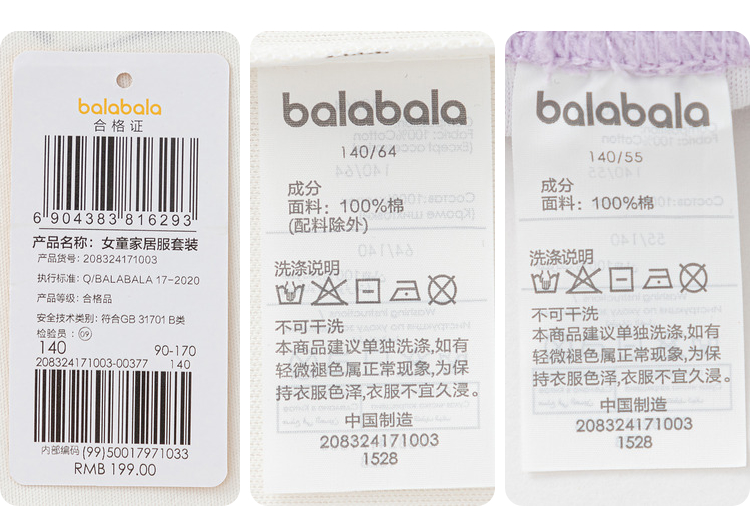 balabala
合格证
6 904383 816293
产品名称: 女童家居服套装
产品货号: 208324171003
执行标准: Q/BALABALA 17-2020
产品等级: 合格品
安全技术类别: 符合GB 31701 B类
检验员: 09
140 90-170
208324171003-00377 140
内部编码 (99)50017971033
RMB 199.00
balabala
140/64
成分
面料: 100%棉
(配料除外)
洗涤说明
不可干洗
本商品建议单独洗涤,如有
轻微褪色属正常现象,为保
持衣服色泽,衣服不宜久浸。
中国制造
208324171003
1528
balabala
140/55
成分
面料: 100%棉
洗涤说明
不可干洗
本商品建议单独洗涤,如有
轻微褪色属正常现象,为保
持衣服色泽,衣服不宜久浸。
中国制造
208324171003
1528